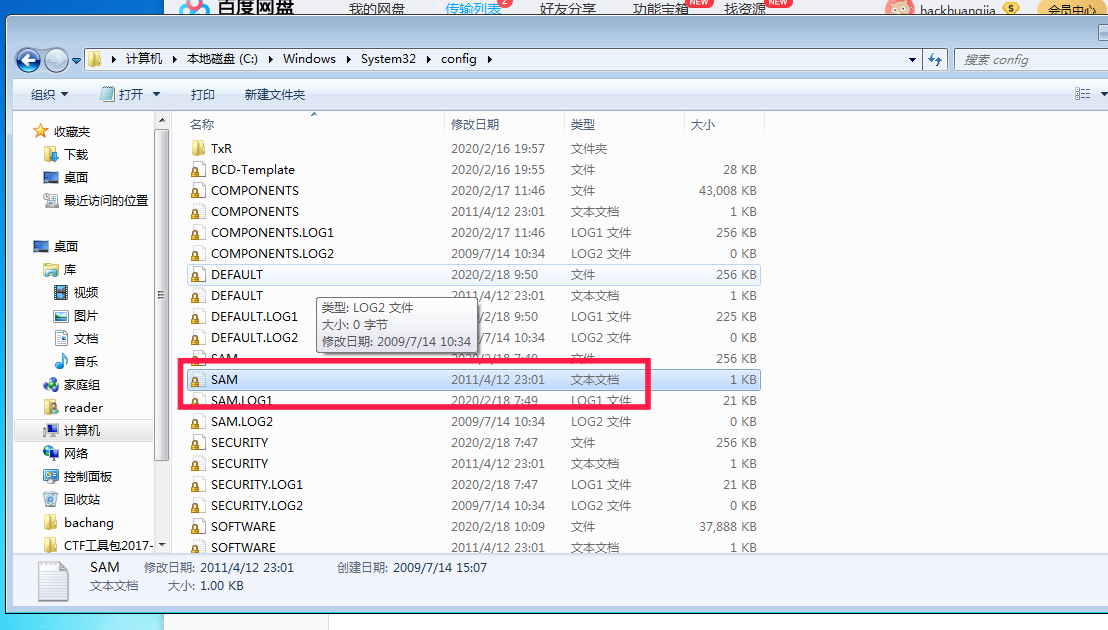 百度网盘 我的网盘 传输列表 2 好友分享 功能宝箱 NEW 找资源 NEW hackhuangjia S 会员中心
计算机 本地磁盘 (C:) Windows System32 config 搜索 config
组织 打开 打印 新建文件夹
名称 修改日期 类型 大小
收藏夹
下载
桌面
最近访问的位置
桌面
库
视频
图片
文档
音乐
家庭组
reader
计算机
网络
控制面板
回收站
bachang
CTF工具包2017-
TxR 2020/2/16 19:57 文件夹
BCD-Template 2020/2/16 19:55 文件 28 KB
COMPONENTS 2020/2/17 11:46 文件 43,008 KB
COMPONENTS 2011/4/12 23:01 文本文档 1 KB
COMPONENTS.LOG1 2020/2/17 11:46 LOG1 文件 256 KB
COMPONENTS.LOG2 2009/7/14 10:34 LOG2 文件 0 KB
DEFAULT 2020/2/18 9:50 文件 256 KB
DEFAULT 2011/4/12 23:01 文本文档 1 KB
DEFAULT.LOG1 2/18 9:50 LOG1 文件 225 KB
DEFAULT.LOG2 7/14 10:34 LOG2 文件 0 KB
类型: LOG2 文件
大小: 0 字节
修改日期: 2009/7/14 10:34
SAM 2020/2/18 7:49 文件 256 KB
SAM 2011/4/12 23:01 文本文档 1 KB
SAM.LOG1 2020/2/18 7:49 LOG1 文件 21 KB
SAM.LOG2 2009/7/14 10:34 LOG2 文件 0 KB
SECURITY 2020/2/18 7:47 文件 256 KB
SECURITY 2011/4/12 23:01 文本文档 1 KB
SECURITY.LOG1 2020/2/18 7:47 LOG1 文件 21 KB
SECURITY.LOG2 2009/7/14 10:34 LOG2 文件 0 KB
SOFTWARE 2020/2/18 10:09 文件 37,888 KB
SOFTWARE 2011/4/12 23:01 文本文档 1 KB
SAM 修改日期: 2011/4/12 23:01 创建日期: 2009/7/14 15:07
文本文档 大小: 1.00 KB